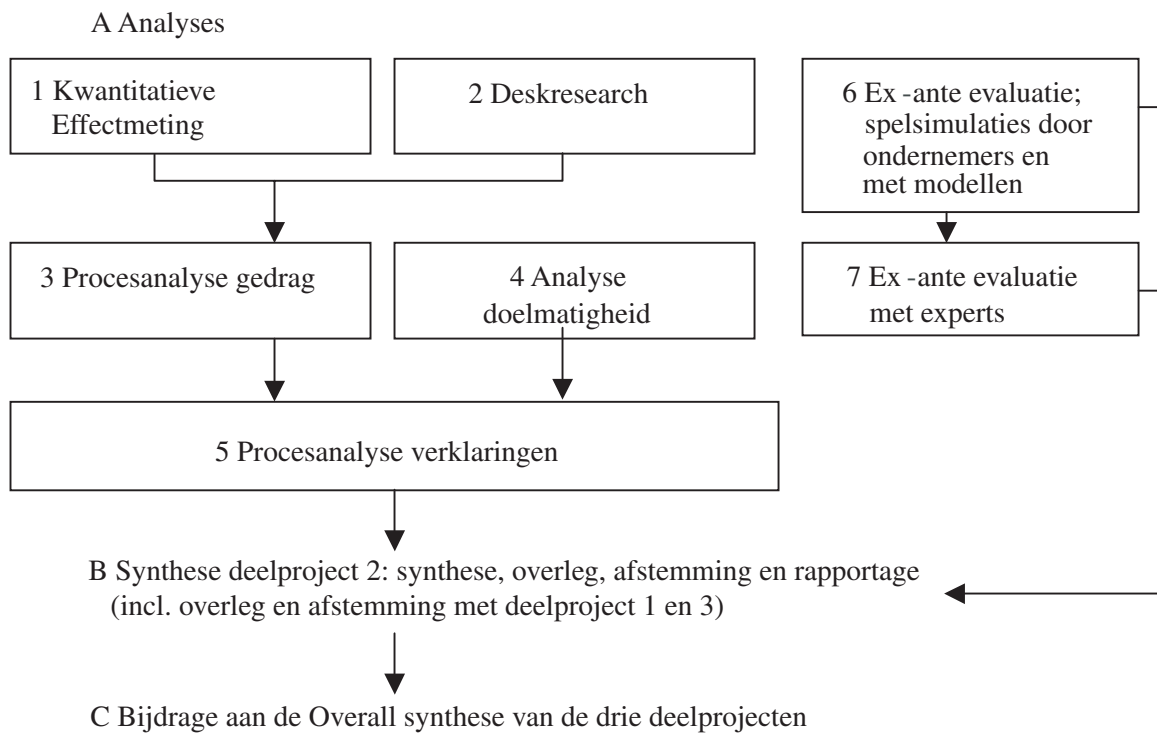 A Analyses
1 Kwantitatieve
Effectmeting
2 Deskresearch
6 Ex -ante evaluatie;
spelsimulaties door
ondernemers en
met modellen
3 Procesanalyse gedrag
4 Analyse
doelmatigheid
7 Ex -ante evaluatie
met experts
5 Procesanalyse verklaringen
B Synthese deelproject 2: synthese, overleg, afstemming en rapportage
(incl. overleg en afstemming met deelproject 1 en 3)
C Bijdrage aan de Overall synthese van de drie deelprojecten